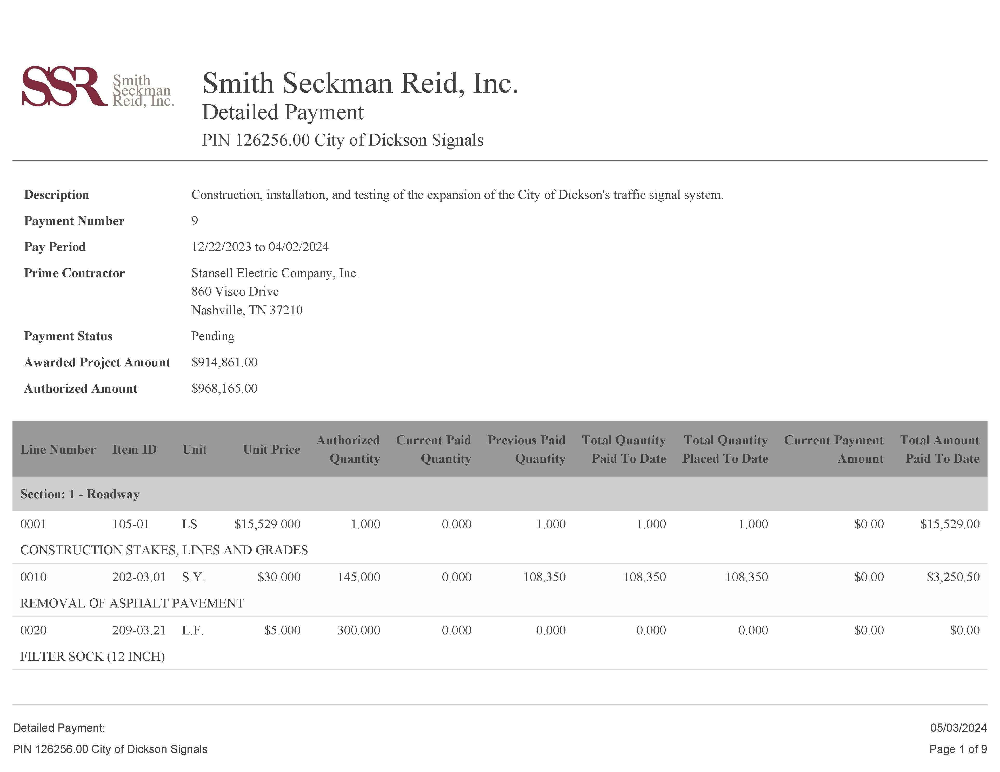 SSR Smith
Seckman
Reid, Inc.
Smith Seckman Reid, Inc.
Detailed Payment
PIN 126256.00 City of Dickson Signals
Description Construction, installation, and testing of the expansion of the City of Dickson's traffic signal system.
Payment Number 9
Pay Period 12/22/2023 to 04/02/2024
Prime Contractor Stansell Electric Company, Inc.
860 Visco Drive
Nashville, TN 37210
Payment Status Pending
Awarded Project Amount $914,861.00
Authorized Amount $968,165.00
Line Number Item ID Unit Unit Price Authorized Quantity Current Paid Quantity Previous Paid Quantity Total Quantity Paid To Date Total Quantity Placed To Date Current Payment Amount Total Amount Paid To Date
Section: 1 - Roadway
0001 105-01 LS $15,529.000 1.000 0.000 1.000 1.000 1.000 $0.00 $15,529.00
CONSTRUCTION STAKES, LINES AND GRADES
0010 202-03.01 S.Y. $30.000 145.000 0.000 108.350 108.350 108.350 $0.00 $3,250.50
REMOVAL OF ASPHALT PAVEMENT
0020 209-03.21 L.F. $5.000 300.000 0.000 0.000 0.000 0.000 $0.00 $0.00
FILTER SOCK (12 INCH)
Detailed Payment: 05/03/2024
PIN 126256.00 City of Dickson Signals Page 1 of 9